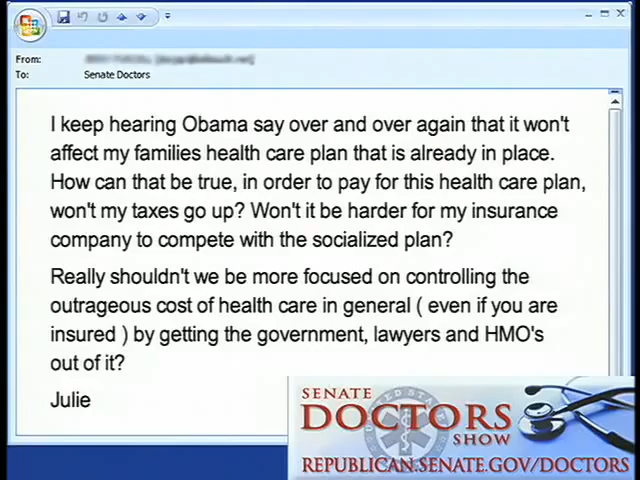 From:
To: Senate Doctors
I keep hearing Obama say over and over again that it won't
affect my families health care plan that is already in place.
How can that be true, in order to pay for this health care plan,
won't my taxes go up? Won't it be harder for my insurance
company to compete with the socialized plan?
Really shouldn't we be more focused on controlling the
outrageous cost of health care in general ( even if you are
insured ) by getting the government, lawyers and HMO's
out of it?
Julie
SENATE
DOCTORS
SHOW
REPUBLICAN.SENATE.GOV/DOCTORS